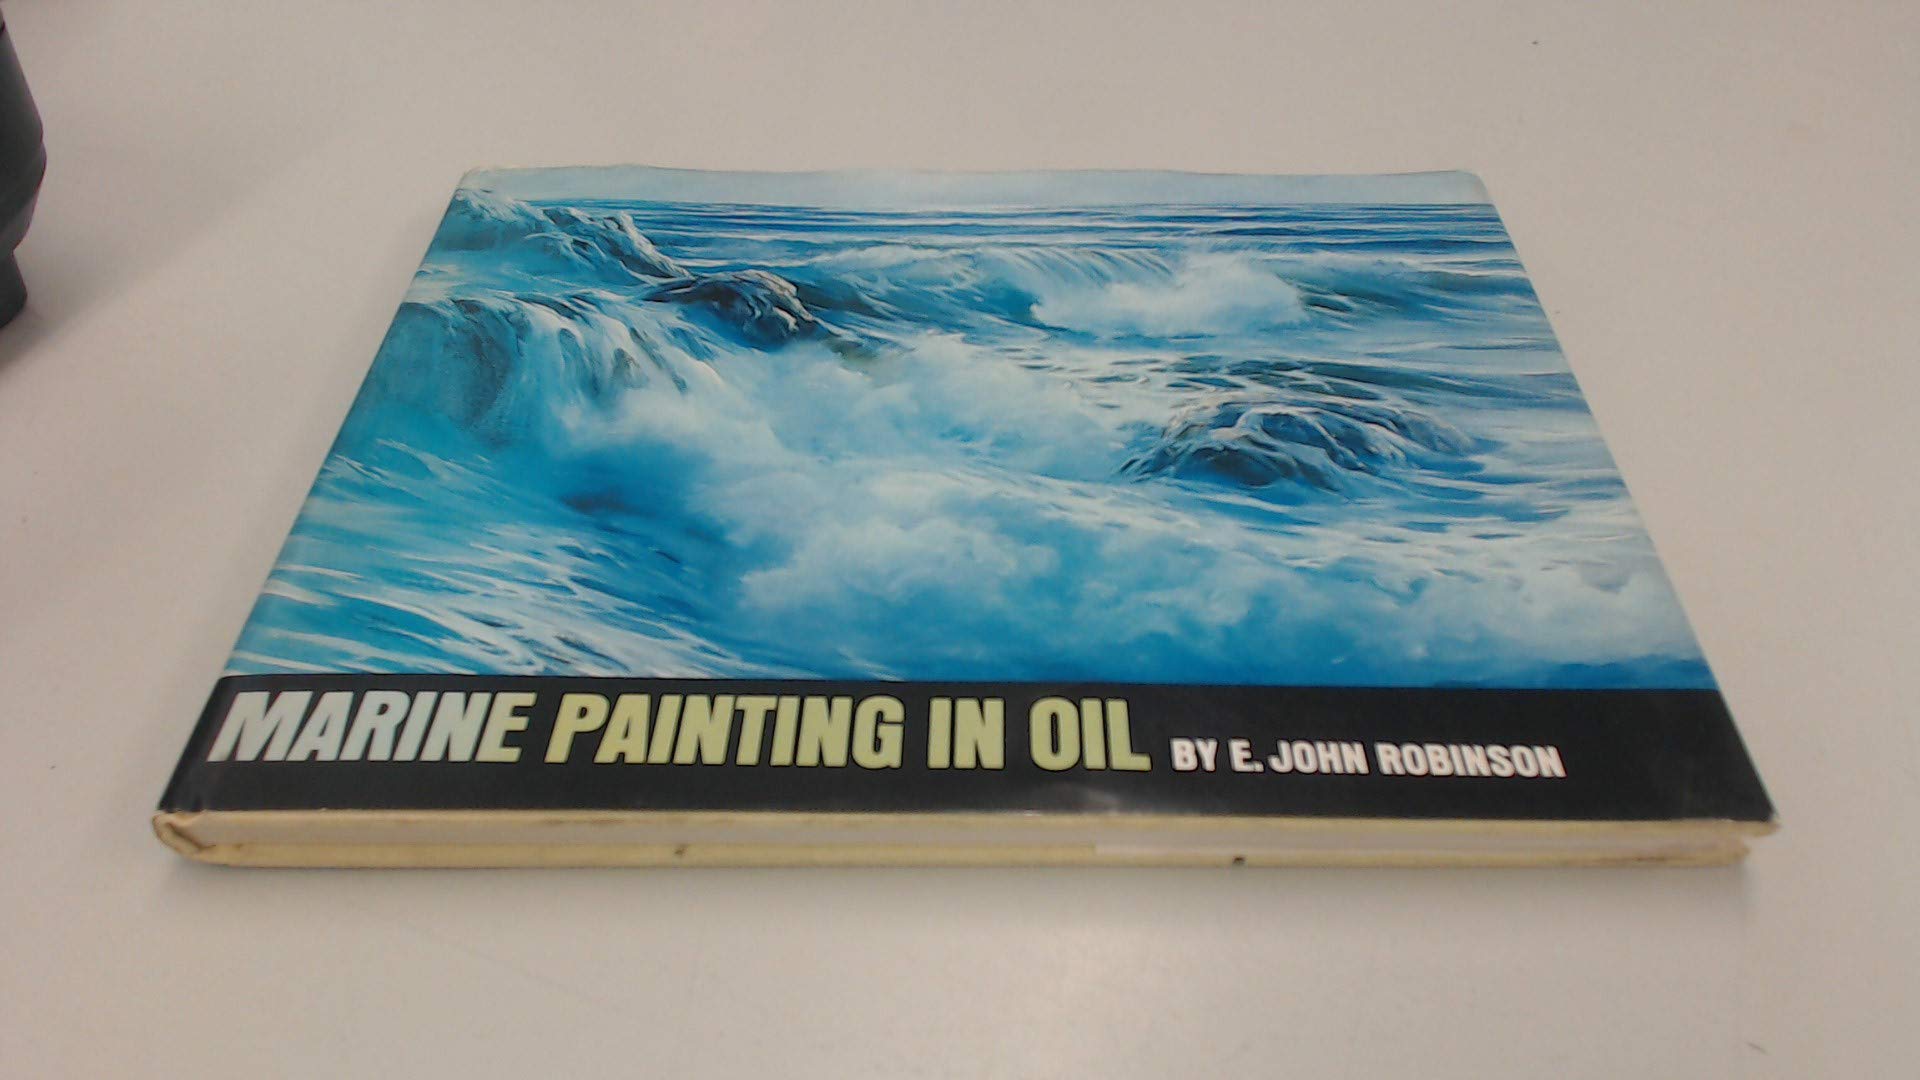 MARINE PAINTING IN OIL BY E. JOHN ROBINSON